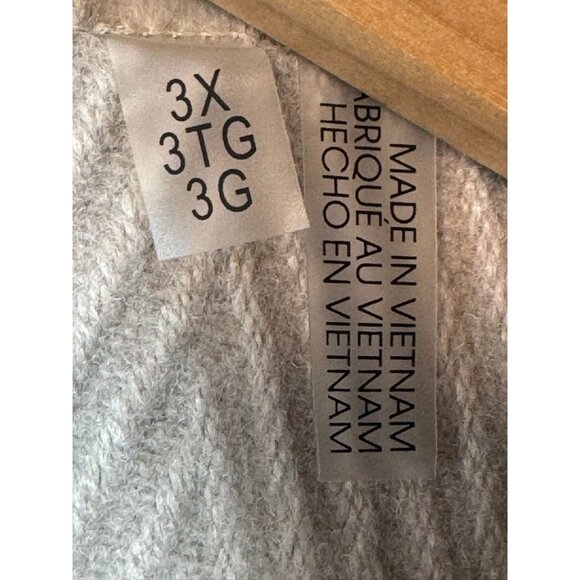 3X
3TG
3G
MADE IN VIETNAM
ABRIQUÉ AU VIETNAM
HECHO EN VIETNAM